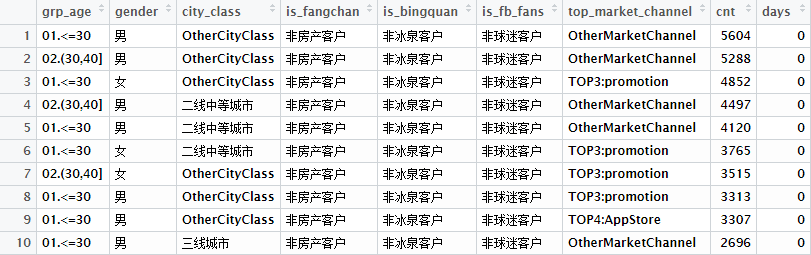 grp_age gender city_class is_fangchan is_bingquan is_fb_fans top_market_channel cnt days
1 01.<=30 男 OtherCityClass 非房产客户 非冰泉客户 非球迷客户 OtherMarketChannel 5604 0
2 02.(30,40] 男 OtherCityClass 非房产客户 非冰泉客户 非球迷客户 OtherMarketChannel 5288 0
3 01.<=30 女 OtherCityClass 非房产客户 非冰泉客户 非球迷客户 TOP3:promotion 4852 0
4 02.(30,40] 男 二线中等城市 非房产客户 非冰泉客户 非球迷客户 OtherMarketChannel 4497 0
5 01.<=30 男 二线中等城市 非房产客户 非冰泉客户 非球迷客户 OtherMarketChannel 4120 0
6 01.<=30 女 二线中等城市 非房产客户 非冰泉客户 非球迷客户 TOP3:promotion 3765 0
7 02.(30,40] 女 OtherCityClass 非房产客户 非冰泉客户 非球迷客户 TOP3:promotion 3515 0
8 01.<=30 男 OtherCityClass 非房产客户 非冰泉客户 非球迷客户 TOP3:promotion 3313 0
9 01.<=30 男 OtherCityClass 非房产客户 非冰泉客户 非球迷客户 TOP4:AppStore 3307 0
10 01.<=30 男 三线城市 非房产客户 非冰泉客户 非球迷客户 OtherMarketChannel 2696 0